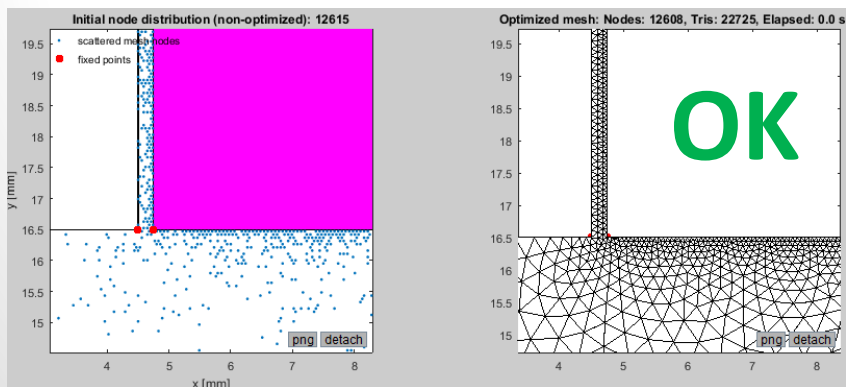 Initial node distribution (non-optimized): 12615
scattered mesh nodes
fixed points
19.5
19
18.5
18
17.5
17
16.5
16
15.5
15
y [mm]
4 5 6 7 8
x [mm]
png detach
Optimized mesh: Nodes: 12608, Tris: 22725, Elapsed: 0.0 s
OK
19.5
19
18.5
18
17.5
17
16.5
16
15.5
15
4 5 6 7 8
png detach